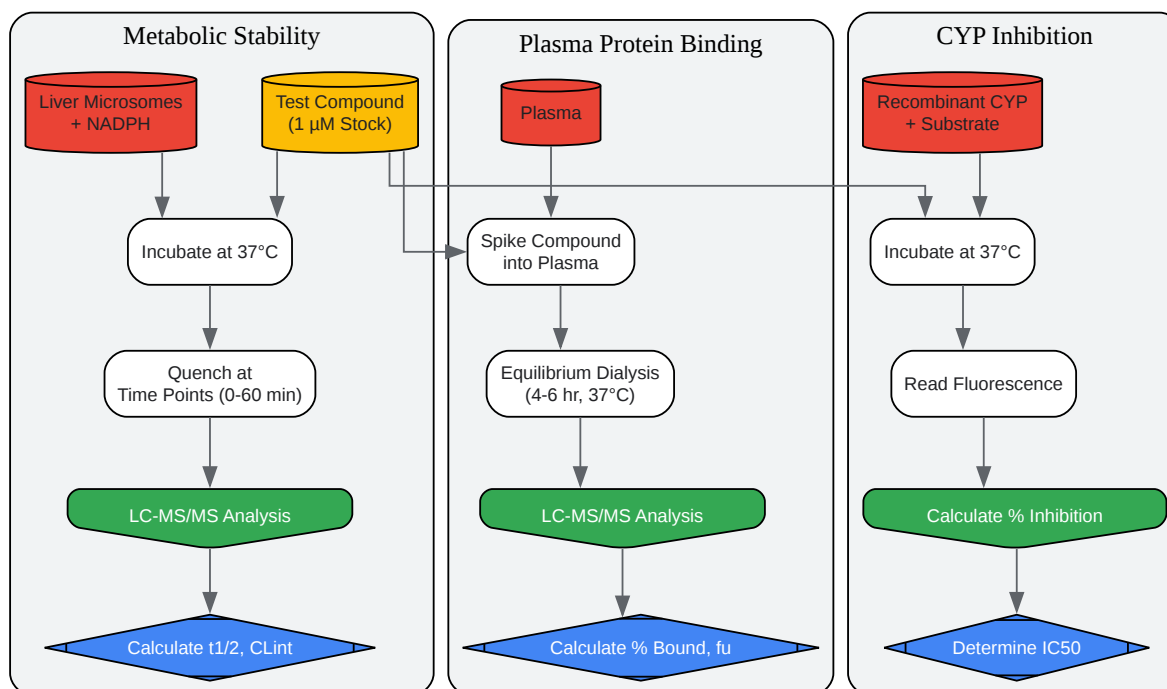 Metabolic Stability
Liver Microsomes
+ NADPH
Test Compound
(1 µM Stock)
Incubate at 37°C
Quench at
Time Points (0-60 min)
LC-MS/MS Analysis
Calculate t1/2, CLint
Plasma Protein Binding
Plasma
Spike Compound
into Plasma
Equilibrium Dialysis
(4-6 hr, 37°C)
LC-MS/MS Analysis
Calculate % Bound, fu
CYP Inhibition
Recombinant CYP
+ Substrate
Incubate at 37°C
Read Fluorescence
Calculate % Inhibition
Determine IC50